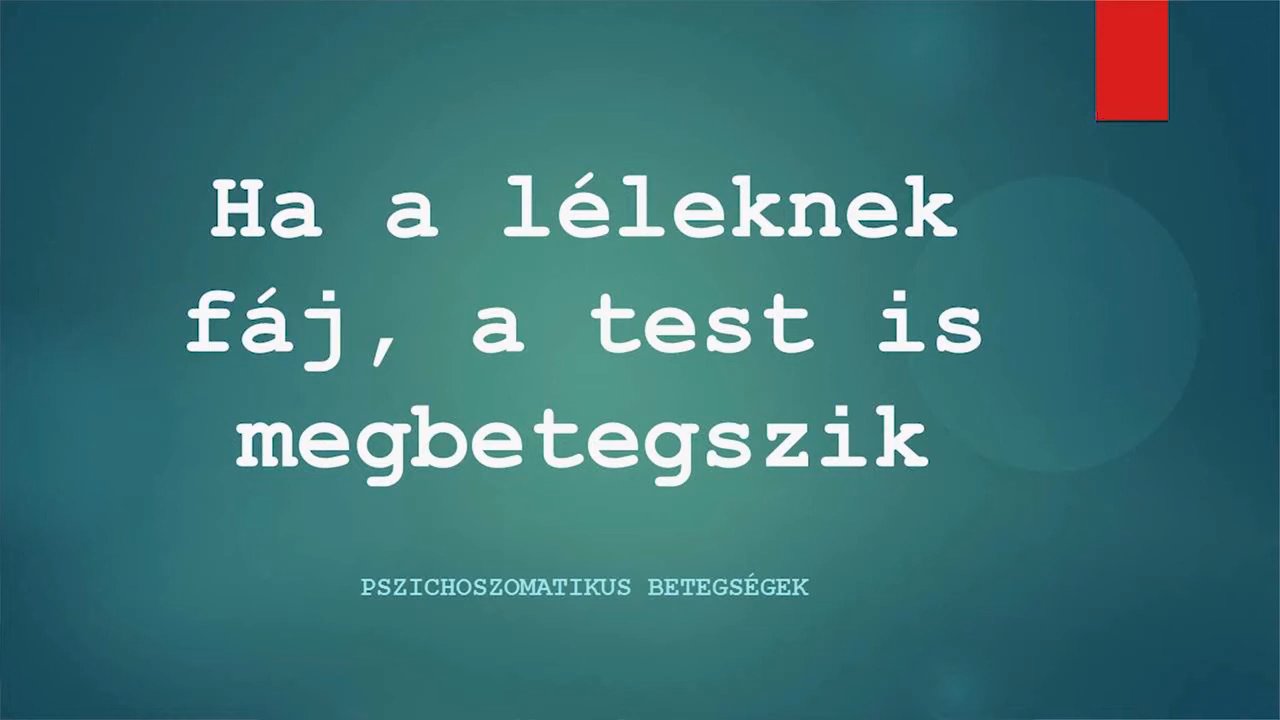 Ha a léleknek
fáj, a test is
megbetegszik
PSZICHOSZOMATIKUS BETEGSÉGEK